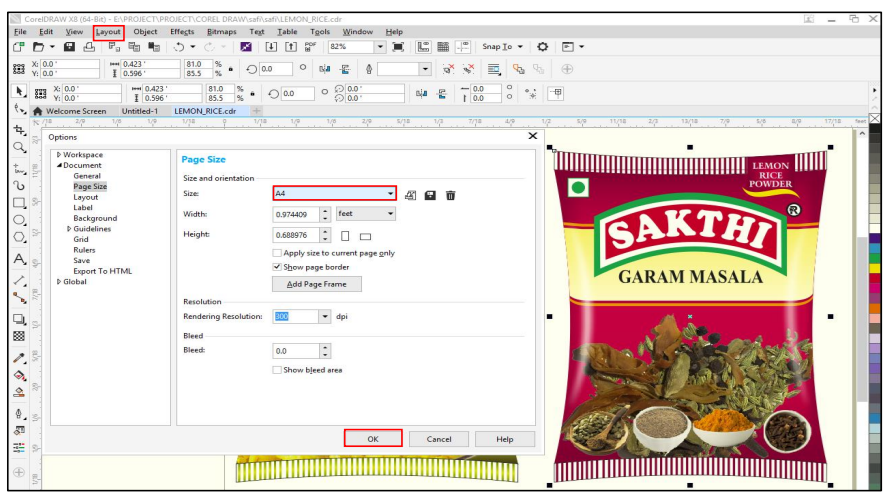 CorelDRAW X8 (64-Bit) - E:\PROJECT\PROJECT\COREL DRAW\safi\safi\LEMON_RICE.cdr
File Edit View Layout Object Effects Bitmaps Text Table Tools Window Help
PDF 82% Snap To
X: 0.0 ' 0.423 ' 81.0 % 0.0 °
Y: 0.0 ' 0.596 ' 85.5 %
X: 0.0 ' 0.423 ' 81.0 % 0.0 ° 0.0 ' 0.0 °
Y: 0.0 ' 0.596 ' 85.5 % 0.0 ' 0.0 °
Welcome Screen Untitled-1 LEMON_RICE.cdr
feet
Options
Workspace
Document
General
Page Size
Layout
Label
Background
Guidelines
Grid
Rulers
Save
Export To HTML
Global
Page Size
Size and orientation
Size: A4
Width: 0.974409 feet
Height: 0.688976
Apply size to current page only
Show page border
Add Page Frame
Resolution
Rendering Resolution: 300 dpi
Bleed
Bleed: 0.0
Show bleed area
OK Cancel Help
LEMON
RICE
POWDER
SAKTHI ®
GARAM MASALA